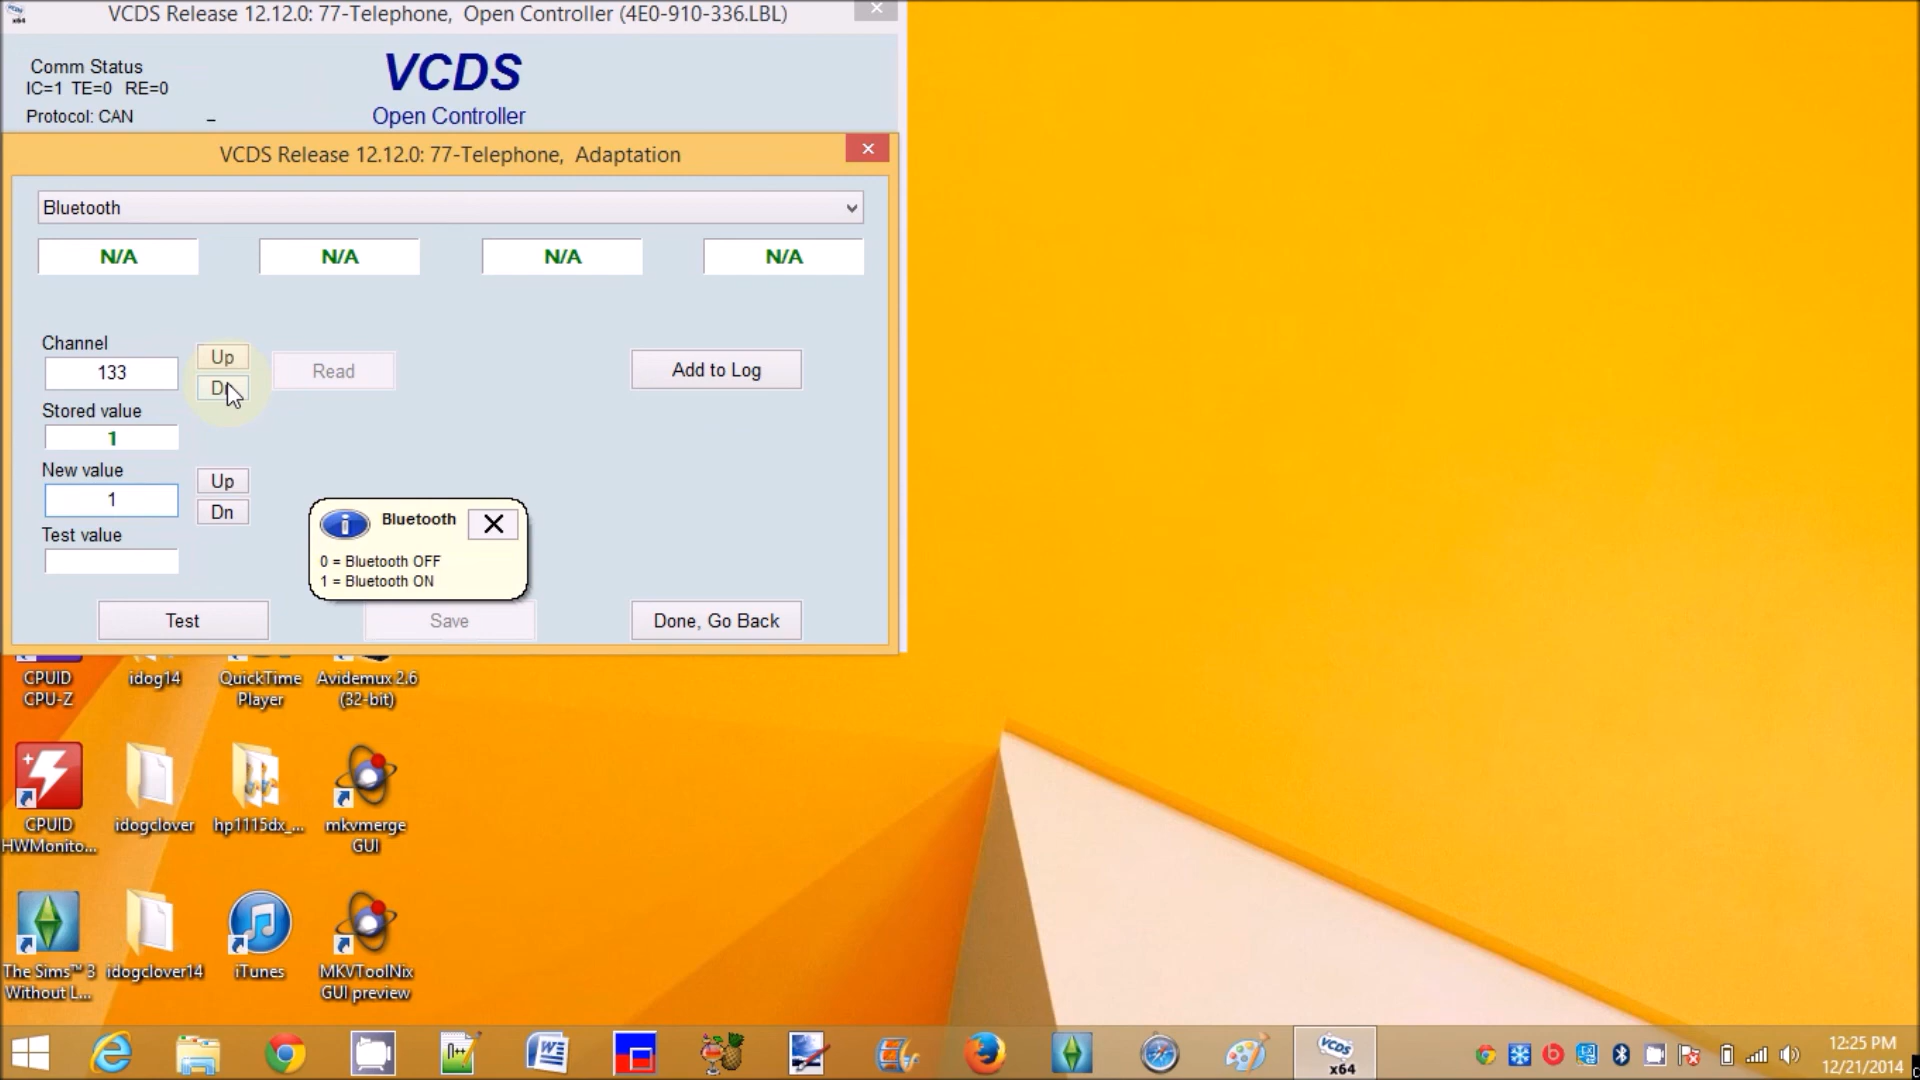 VCDS Release 12.12.0: 77-Telephone, Open Controller (4E0-910-336.LBL)
Comm Status
IC=1 TE=0 RE=0
Protocol: CAN
VCDS
Open Controller
VCDS Release 12.12.0: 77-Telephone, Adaptation
Bluetooth
N/A N/A N/A N/A
Channel
133
Up
Read
Add to Log
Stored value
1
New value
1
Up
Dn
Bluetooth
0 = Bluetooth OFF
1 = Bluetooth ON
Test value
Test
Save
Done, Go Back
CPUID
CPU-Z
idog14
QuickTime
Player
Avidemux 2.6
(32-bit)
CPUID
HWMonito...
idogclover
hp1115dx_...
mkvmerge
GUI
The Sims™ 3
Without L...
idogclover14
iTunes
MKVToolNix
GUI preview
VCDS
x64
12:25 PM
12/21/2014